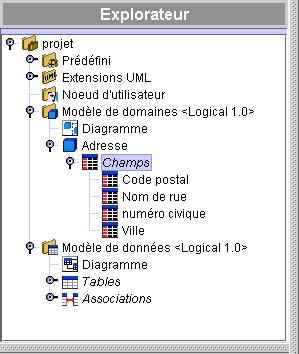 Explorateur
projet
Prédéfini
UML Extensions UML
Noeud d'utilisateur
Modèle de domaines <Logical 1.0>
Diagramme
Adresse
Champs
Code postal
Nom de rue
numéro civique
Ville
Modèle de données <Logical 1.0>
Diagramme
Tables
Associations